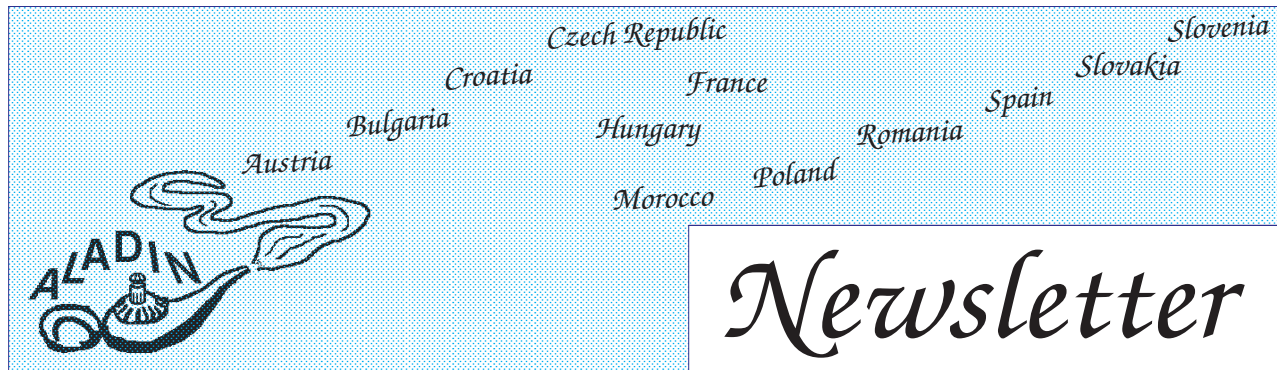 Czech Republic
Slovenia
Croatia
France
Slovakia
Bulgaria
Hungary
Spain
Austria
Romania
Morocco
Poland
ALADIN
Newsletter